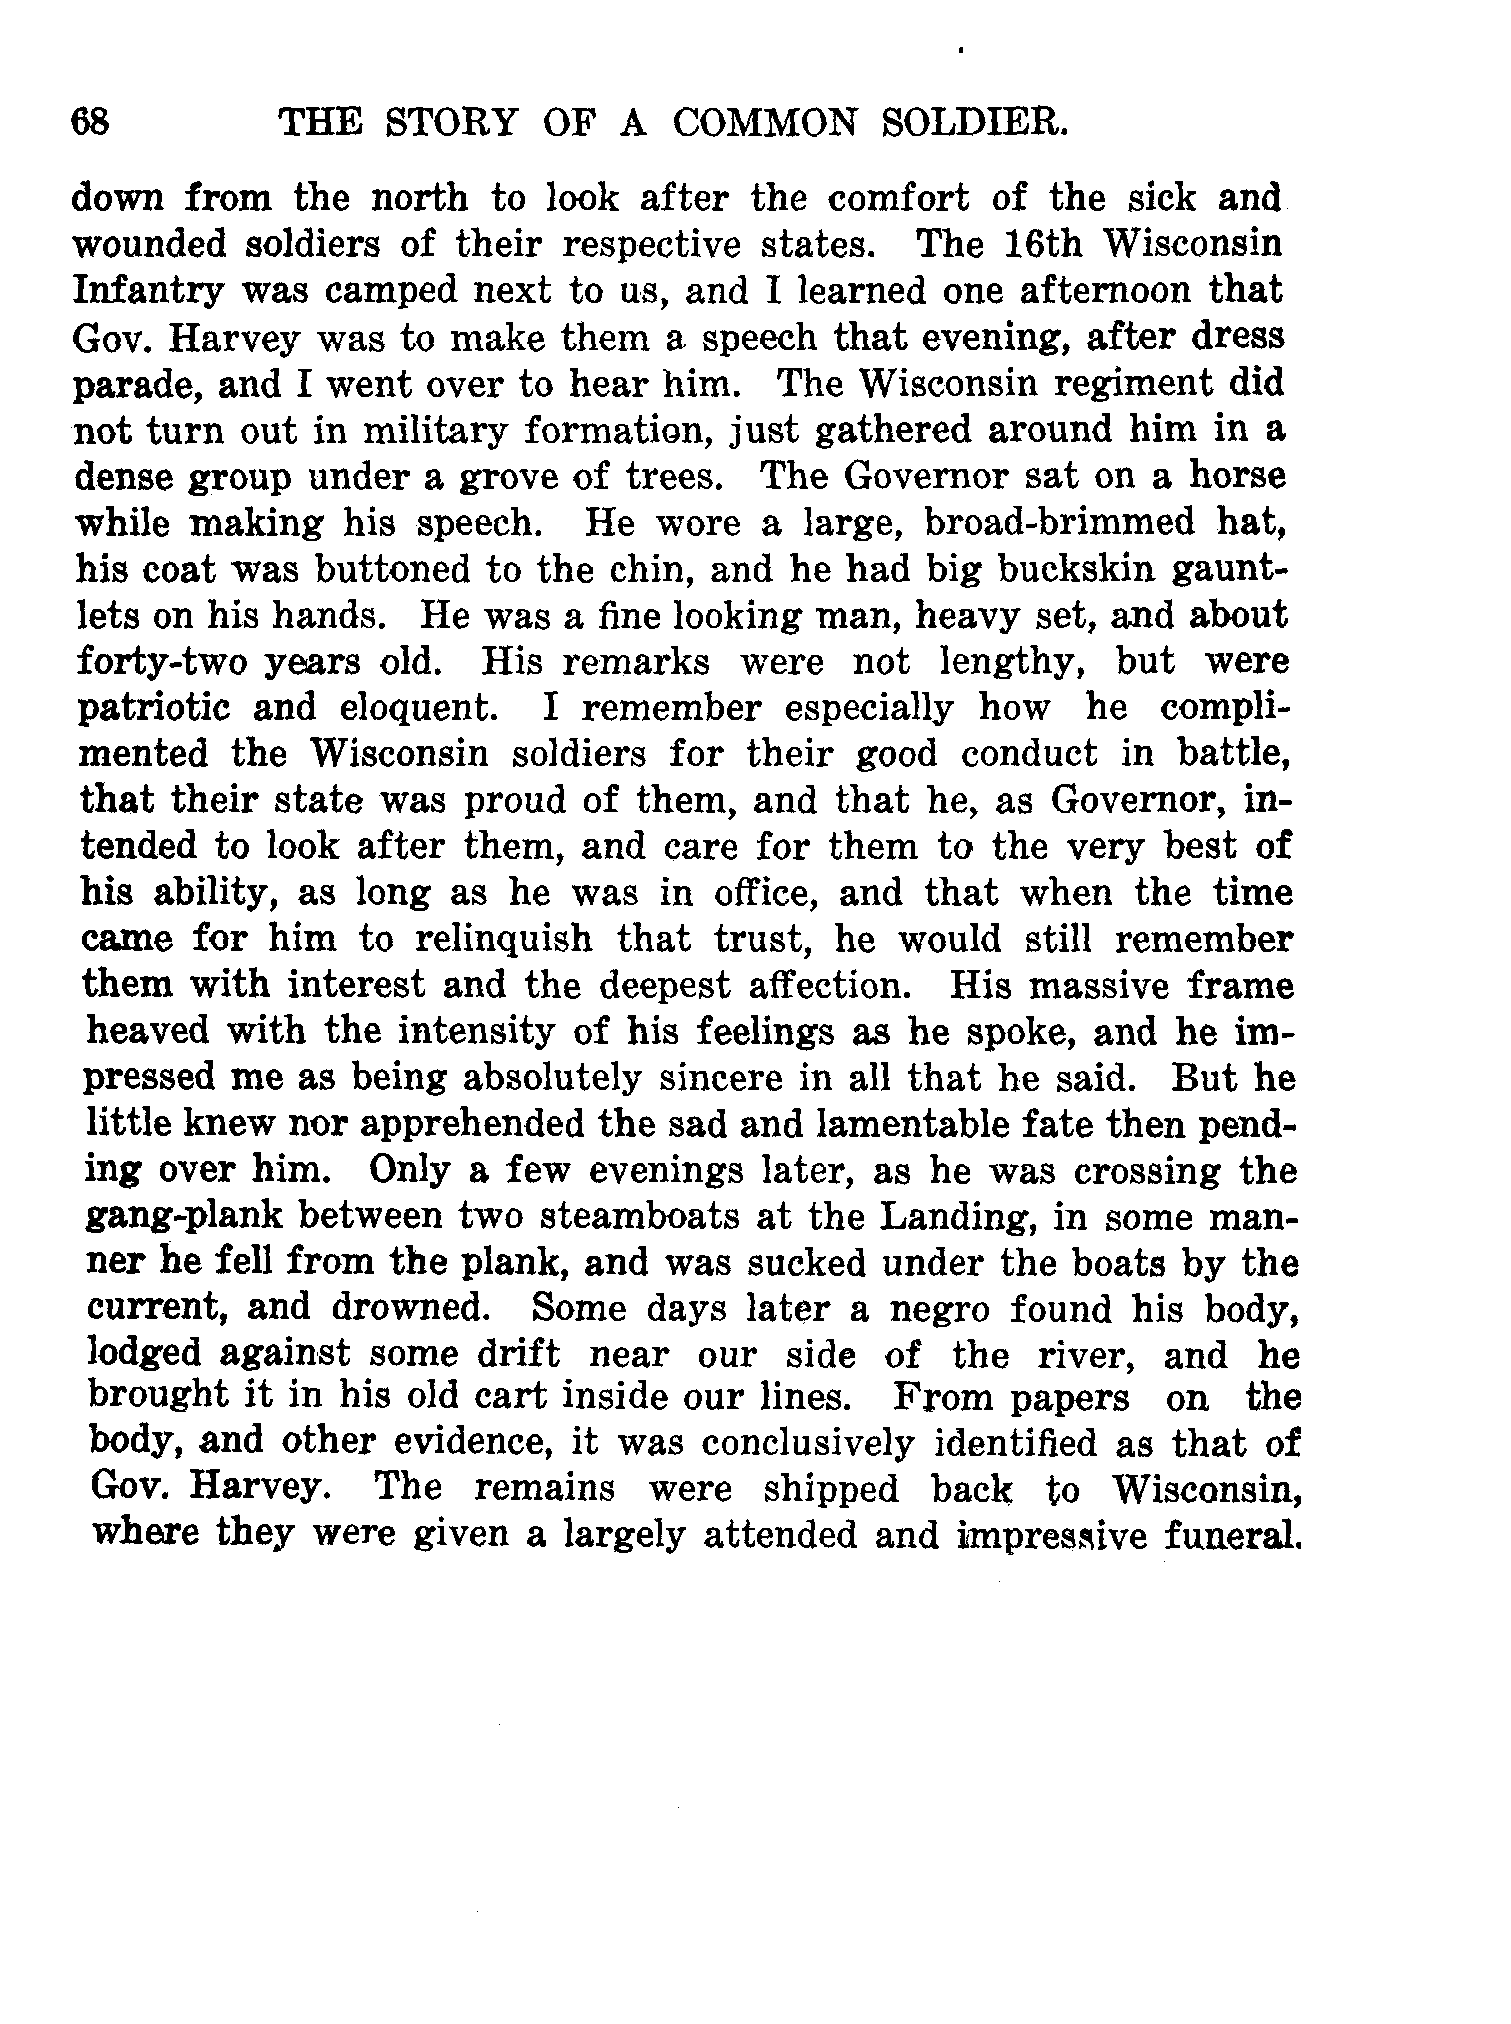 68 THE STORY OF A COMMON SOLDIER.
down from the north to look after the comfort of the sick and
wounded soldiers of their respective states. The 16th Wisconsin
Infantry was camped next to us, and I learned one afternoon that
Gov. Harvey was to make them a speech that evening, after dress
parade, and I went over to hear him. The Wisconsin regiment did
not turn out in military formation, just gathered around him in a
dense group under a grove of trees. The Governor sat on a horse
while making his speech. He wore a large, broad-brimmed hat,
his coat was buttoned to the chin, and he had big buckskin gaunt-
lets on his hands. He was a fine looking man, heavy set, and about
forty-two years old. His remarks were not lengthy, but were
patriotic and eloquent. I remember especially how he compli-
mented the Wisconsin soldiers for their good conduct in battle,
that their state was proud of them, and that he, as Governor, in-
tended to look after them, and care for them to the very best of
his ability, as long as he was in office, and that when the time
came for him to relinquish that trust, he would still remember
them with interest and the deepest affection. His massive frame
heaved with the intensity of his feelings as he spoke, and he im-
pressed me as being absolutely sincere in all that he said. But he
little knew nor apprehended the sad and lamentable fate then pend-
ing over him. Only a few evenings later, as he was crossing the
gang-plank between two steamboats at the Landing, in some man-
ner he fell from the plank, and was sucked under the boats by the
current, and drowned. Some days later a negro found his body,
lodged against some drift near our side of the river, and he
brought it in his old cart inside our lines. From papers on the
body, and other evidence, it was conclusively identified as that of
Gov. Harvey. The remains were shipped back to Wisconsin,
where they were given a largely attended and impressive funeral.